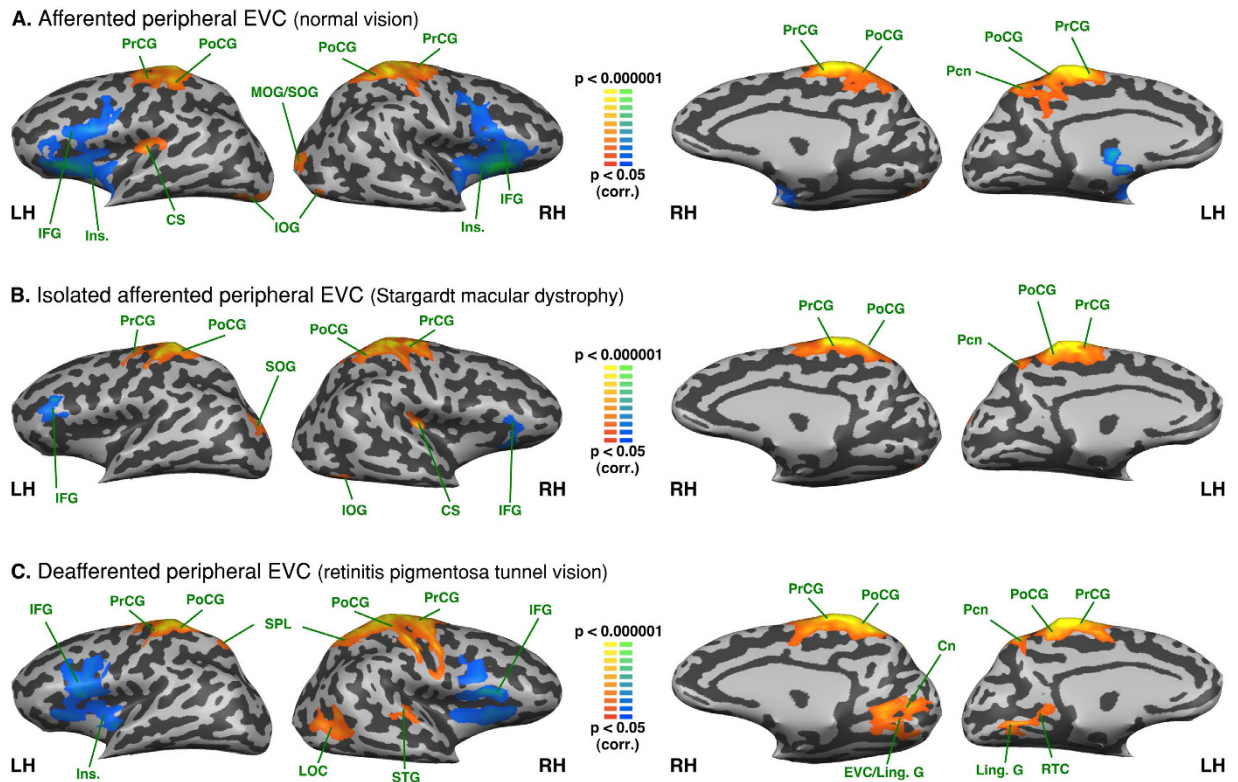 A. Afferented peripheral EVC (normal vision)
PrCG PoCG PoCG PrCG PrCG PoCG PoCG PrCG
MOG/SOG Pcn
p < 0.000001
p < 0.05
(corr.)
LH IFG Ins. CS IOG Ins. IFG RH RH LH
B. Isolated afferented peripheral EVC (Stargardt macular dystrophy)
PrCG PoCG PoCG PrCG PrCG PoCG PoCG PrCG
SOG Pcn
p < 0.000001
p < 0.05
(corr.)
LH IFG IOG CS IFG RH RH LH
C. Deafferented peripheral EVC (retinitis pigmentosa tunnel vision)
IFG PrCG PoCG SPL PoCG PrCG IFG PrCG PoCG Cn Pcn PoCG PrCG
p < 0.000001
p < 0.05
(corr.)
LH Ins. LOC STG RH RH EVC/Ling. G Ling. G RTC LH